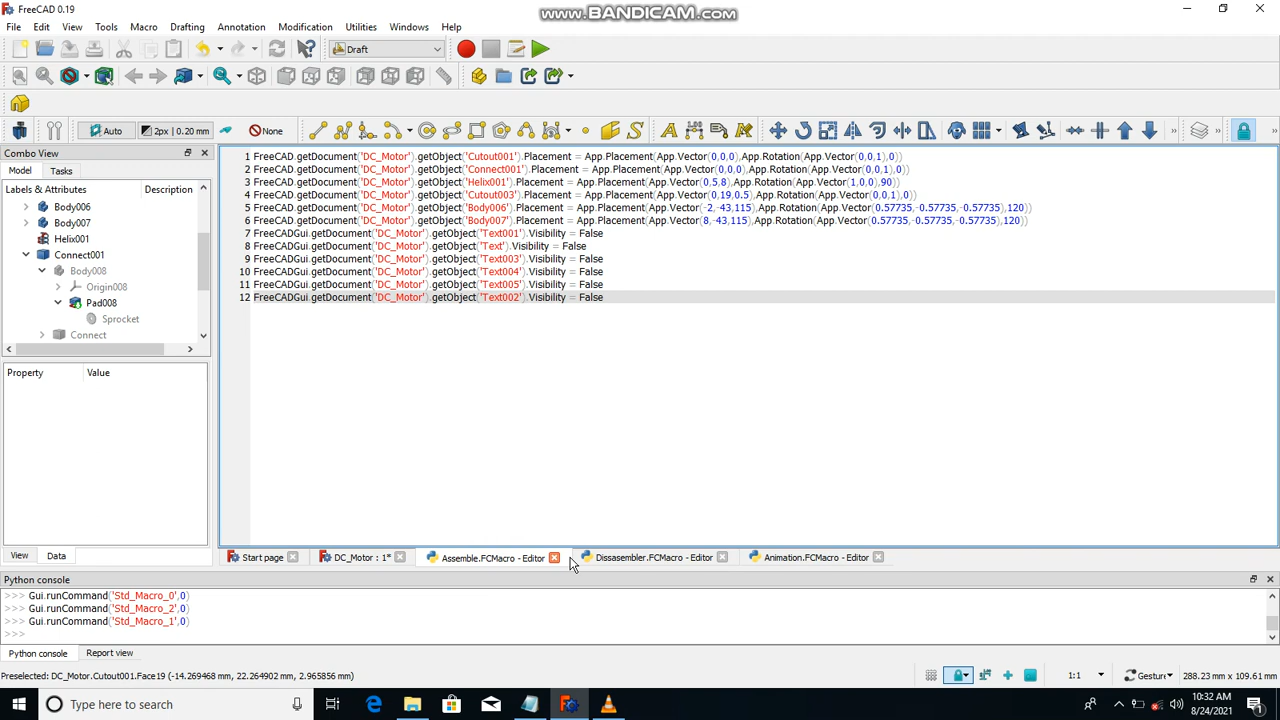 FreeCAD 0.19
www.BANDICAM.com
File Edit View Tools Macro Drafting Annotation Modification Utilities Windows Help
Draft
Auto 2px | 0.20 mm None
Combo View
Model Tasks
Labels & Attributes Description
Body006
Body007
Helix001
Connect001
Body008
Origin008
Pad008
Sprocket
Connect
Property Value
View Data
1 FreeCAD.getDocument('DC_Motor').getObject('Cutout001').Placement = App.Placement(App.Vector(0,0,0),App.Rotation(App.Vector(0,0,1),0))
2 FreeCAD.getDocument('DC_Motor').getObject('Connect001').Placement = App.Placement(App.Vector(0,0,0),App.Rotation(App.Vector(0,0,1),0))
3 FreeCAD.getDocument('DC_Motor').getObject('Helix001').Placement = App.Placement(App.Vector(0,5,8),App.Rotation(App.Vector(1,0,0),90))
4 FreeCAD.getDocument('DC_Motor').getObject('Cutout003').Placement = App.Placement(App.Vector(0,19,0.5),App.Rotation(App.Vector(0,0,1),0))
5 FreeCAD.getDocument('DC_Motor').getObject('Body006').Placement = App.Placement(App.Vector(-2,-43,115),App.Rotation(App.Vector(0.57735,-0.57735,-0.57735),120))
6 FreeCAD.getDocument('DC_Motor').getObject('Body007').Placement = App.Placement(App.Vector(8,-43,115),App.Rotation(App.Vector(0.57735,-0.57735,-0.57735),120))
7 FreeCADGui.getDocument('DC_Motor').getObject('Text001').Visibility = False
8 FreeCADGui.getDocument('DC_Motor').getObject('Text').Visibility = False
9 FreeCADGui.getDocument('DC_Motor').getObject('Text003').Visibility = False
10 FreeCADGui.getDocument('DC_Motor').getObject('Text004').Visibility = False
11 FreeCADGui.getDocument('DC_Motor').getObject('Text005').Visibility = False
12 FreeCADGui.getDocument('DC_Motor').getObject('Text002').Visibility = False
Start page DC_Motor : 1* Assemble.FCMacro - Editor Dissasembler.FCMacro - Editor Animation.FCMacro - Editor
Python console
>>> Gui.runCommand('Std_Macro_0',0)
>>> Gui.runCommand('Std_Macro_2',0)
>>> Gui.runCommand('Std_Macro_1',0)
>>>
Python console Report view
Preselected: DC_Motor.Cutout001.Face19 (-14.269468 mm, 22.264902 mm, 2.965856 mm)
1:1 Gesture 288.23 mm x 109.61 mm
Type here to search
10:32 AM
8/24/2021
1